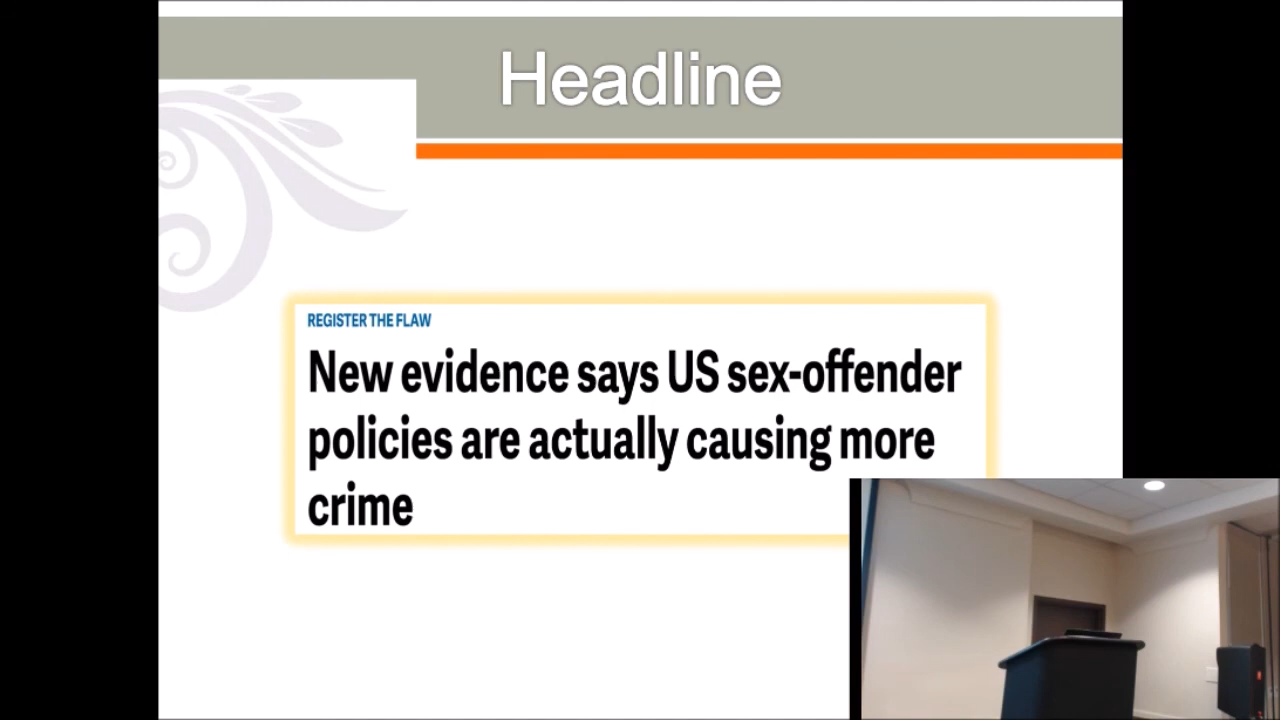 Headline
REGISTER THE FLAW
New evidence says US sex-offender
policies are actually causing more
crime